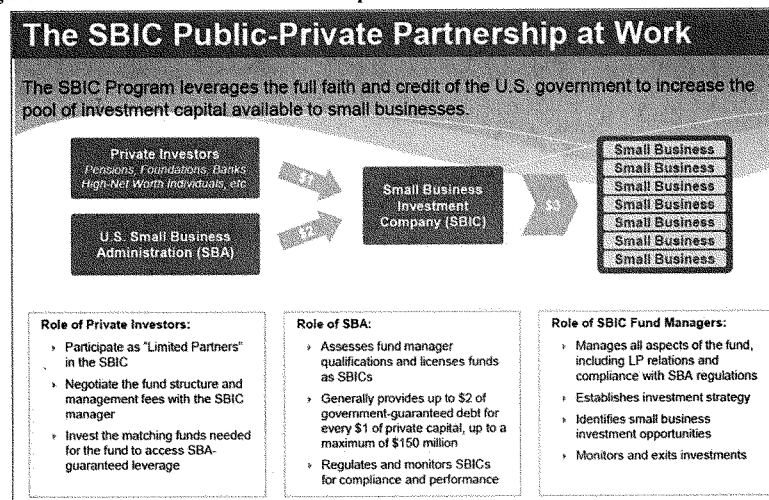 The SBIC Public-Private Partnership at Work
The SBIC Program leverages the full faith and credit of the U.S. government to increase the
pool of investment capital available to small businesses.
Private Investors
Pensions, Foundations, Banks
High-Net Worth Individuals, etc
$1
U.S. Small Business
Administration (SBA)
$2
Small Business
Investment
Company (SBIC)
$3
Small Business
Small Business
Small Business
Small Business
Small Business
Small Business
Small Business
Role of Private Investors:
› Participate as "Limited Partners"
in the SBIC
› Negotiate the fund structure and
management fees with the SBIC
manager
› Invest the matching funds needed
for the fund to access SBA-
guaranteed leverage
Role of SBA:
› Assesses fund manager
qualifications and licenses funds
as SBICs
› Generally provides up to $2 of
government-guaranteed debt for
every $1 of private capital, up to a
maximum of $150 million
› Regulates and monitors SBICs
for compliance and performance
Role of SBIC Fund Managers:
› Manages all aspects of the fund,
including LP relations and
compliance with SBA regulations
› Establishes investment strategy
› Identifies small business
investment opportunities
› Monitors and exits investments